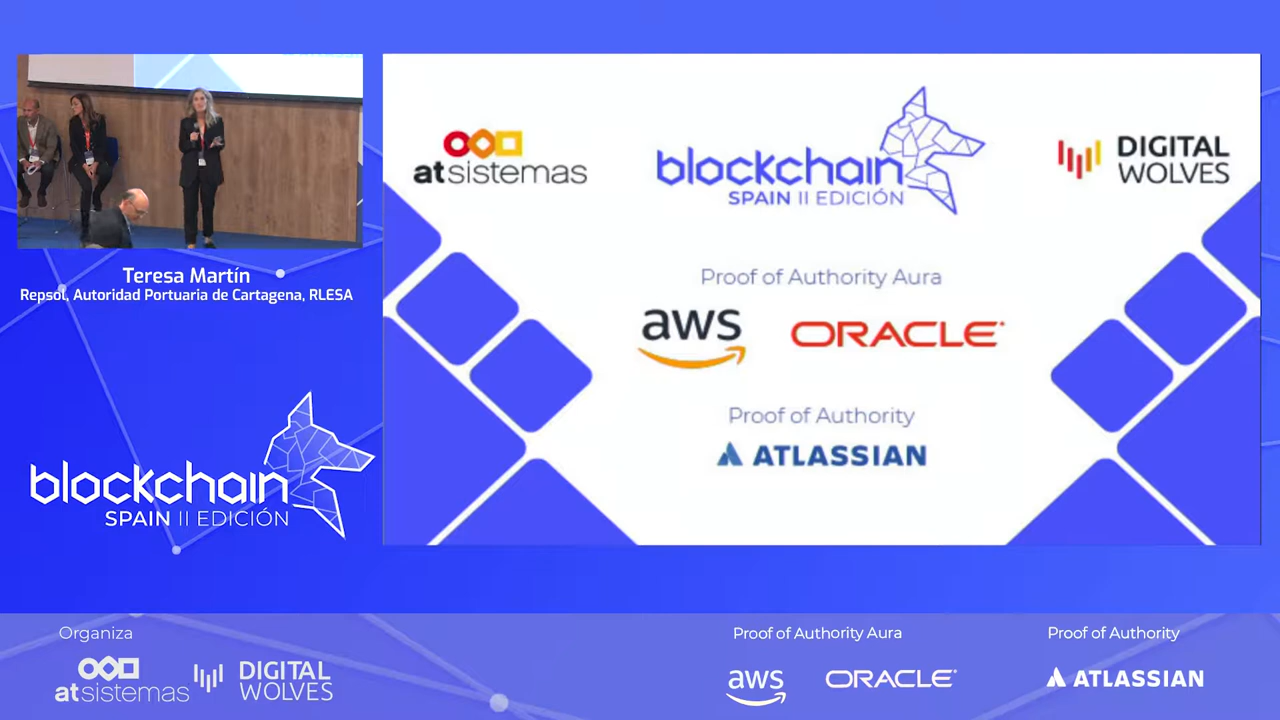 atsistemas
blockchain
SPAIN II EDICIÓN
DIGITAL
WOLVES
Proof of Authority Aura
aws
ORACLE
Proof of Authority
ATLASSIAN
Teresa Martín
Repsol, Autoridad Portuaria de Cartagena, RLESA
blockchain
SPAIN II EDICIÓN
Organiza
atsistemas
DIGITAL
WOLVES
Proof of Authority Aura
aws
ORACLE
Proof of Authority
ATLASSIAN